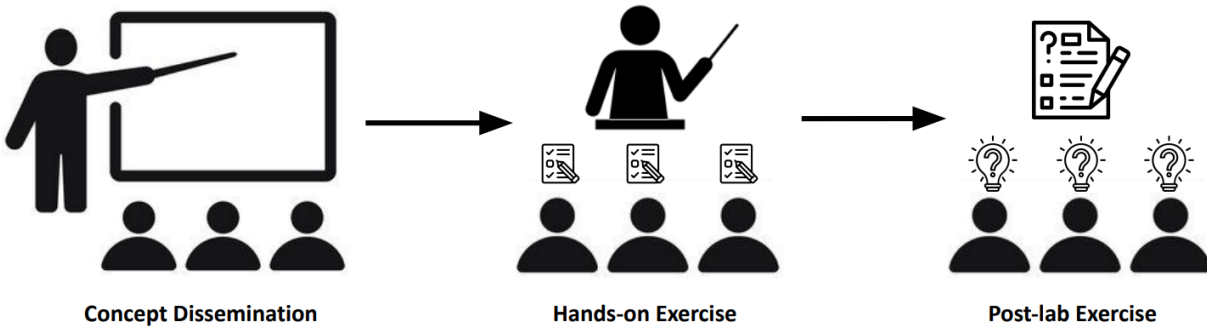 Concept Dissemination
Hands-on Exercise
Post-lab Exercise